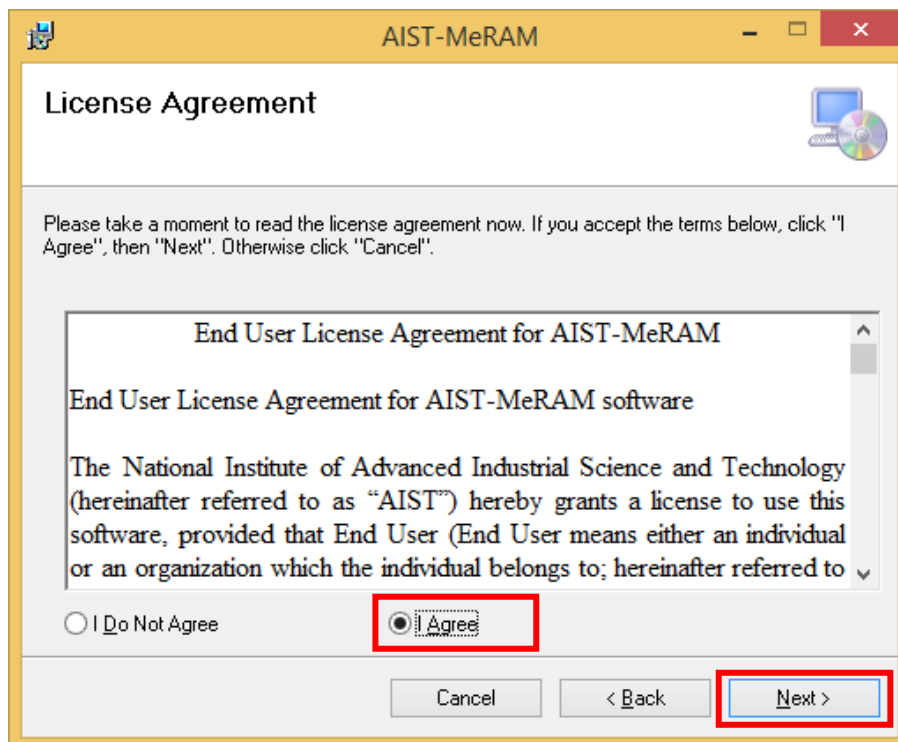 AIST-MeRAM
License Agreement
Please take a moment to read the license agreement now. If you accept the terms below, click "I
Agree", then "Next". Otherwise click "Cancel".
End User License Agreement for AIST-MeRAM
End User License Agreement for AIST-MeRAM software
The National Institute of Advanced Industrial Science and Technology
(hereinafter referred to as “AIST”) hereby grants a license to use this
software, provided that End User (End User means either an individual
or an organization which the individual belongs to; hereinafter referred to
I Do Not Agree
I Agree
Cancel
< Back
Next >